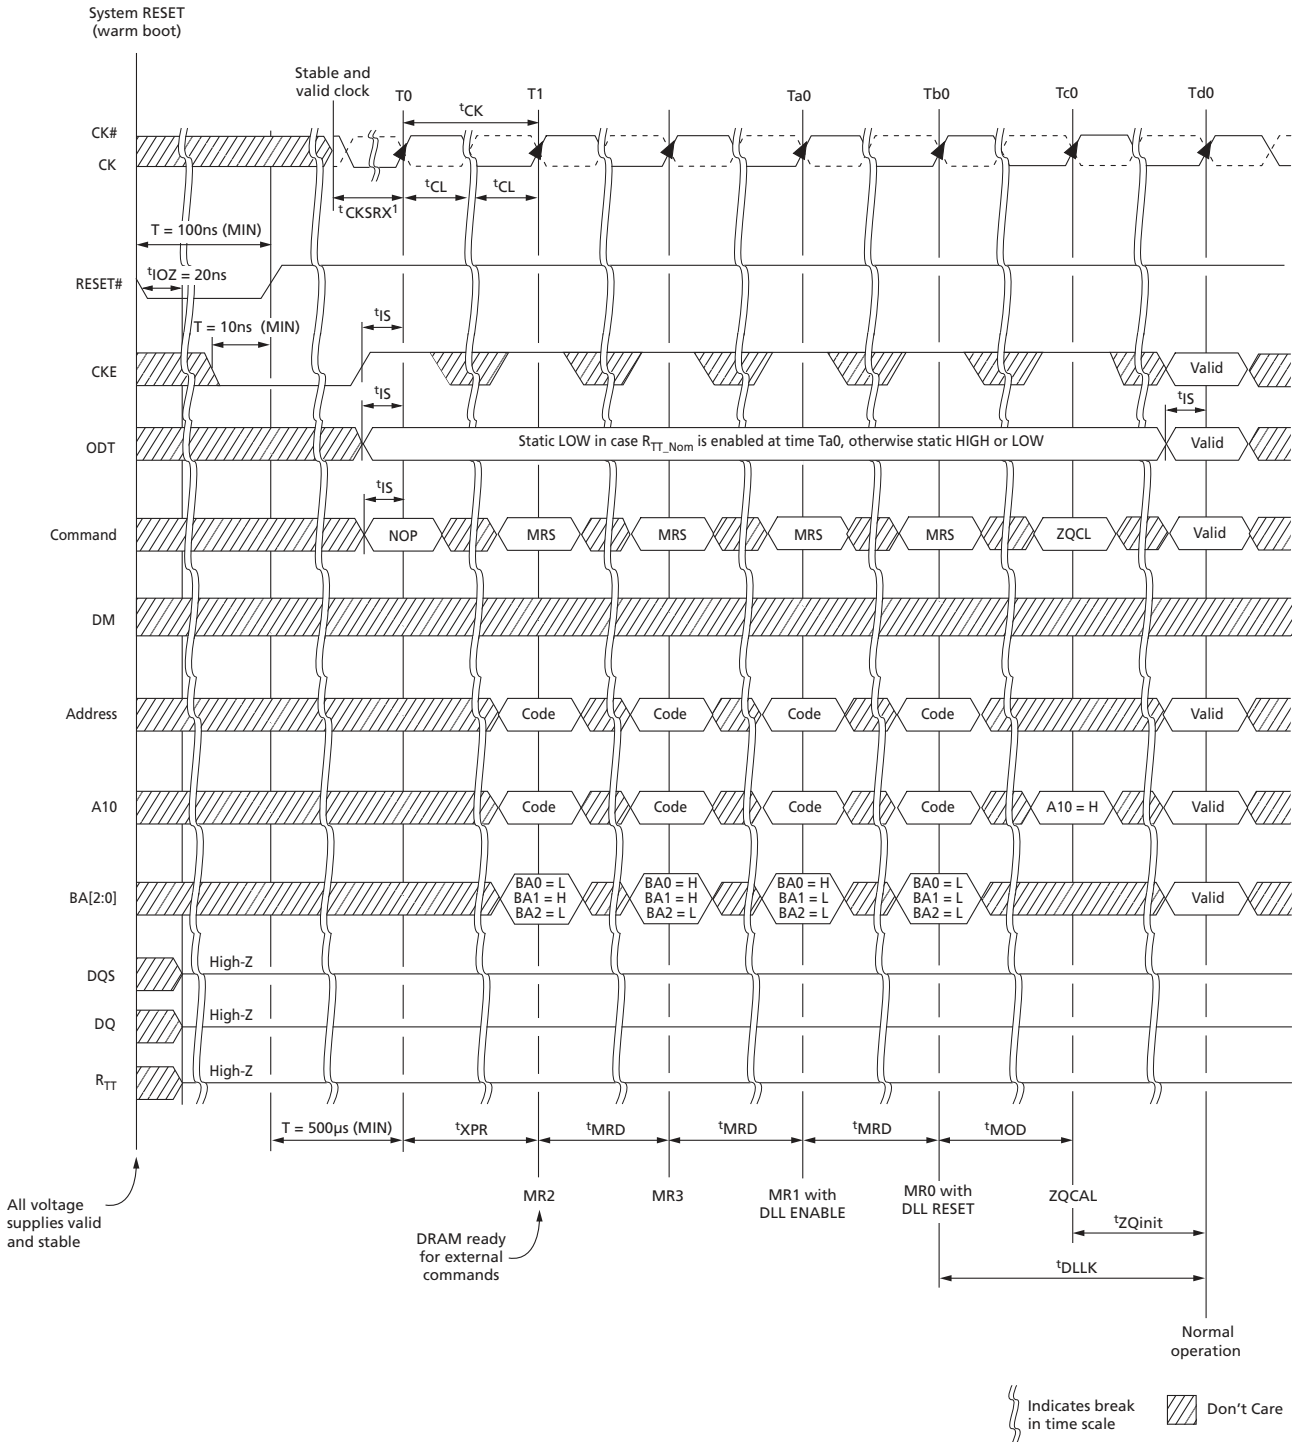 System RESET
(warm boot)
Stable and
valid clock
T0
T1
Ta0
Tb0
Tc0
Td0
tCK
CK#
CK
tCKSRX1
tCL
tCL
T = 100ns (MIN)
RESET#
tIOZ = 20ns
T = 10ns (MIN)
tIS
CKE
Valid
tIS
tIS
ODT
Static LOW in case RTT_Nom is enabled at time Ta0, otherwise static HIGH or LOW
Valid
tIS
Command
NOP
MRS
MRS
MRS
MRS
ZQCL
Valid
DM
Address
Code
Code
Code
Code
Valid
A10
Code
Code
Code
Code
A10 = H
Valid
BA[2:0]
BA0 = L
BA1 = H
BA2 = L
BA0 = H
BA1 = H
BA2 = L
BA0 = H
BA1 = L
BA2 = L
BA0 = L
BA1 = L
BA2 = L
Valid
DQS
High-Z
DQ
High-Z
RTT
High-Z
T = 500µs (MIN)
tXPR
tMRD
tMRD
tMRD
tMOD
All voltage
supplies valid
and stable
MR2
MR3
MR1 with
DLL ENABLE
MR0 with
DLL RESET
ZQCAL
DRAM ready
for external
commands
tZQinit
tDLLK
Normal
operation
Indicates break
in time scale
Don't Care